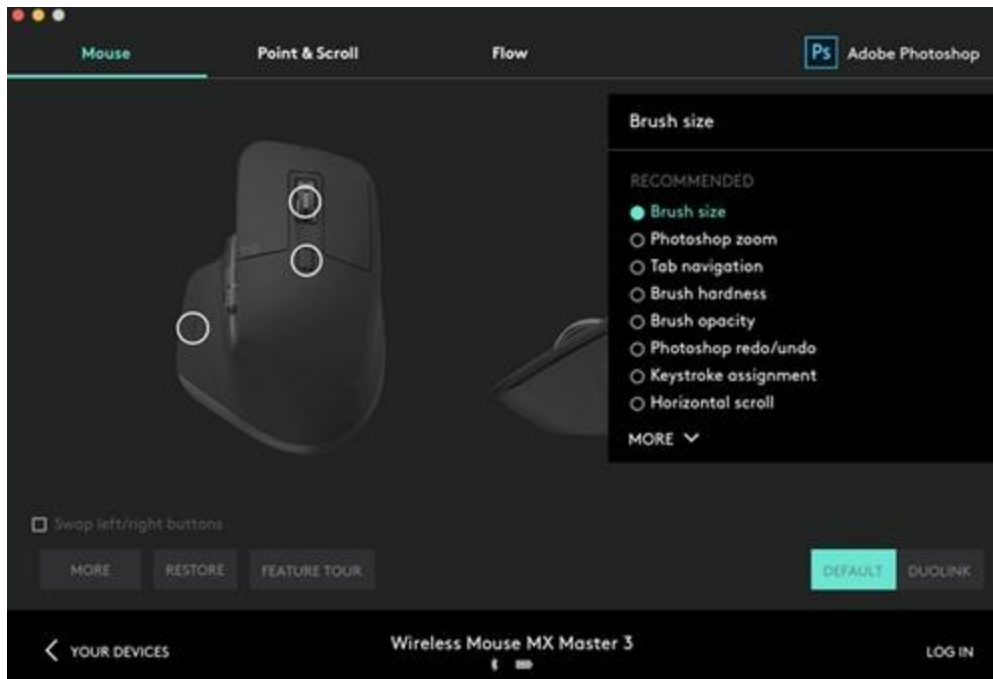 Mouse
Point & Scroll
Flow
Ps Adobe Photoshop
Brush size
RECOMMENDED
Brush size
Photoshop zoom
Tab navigation
Brush hardness
Brush opacity
Photoshop redo/undo
Keystroke assignment
Horizontal scroll
MORE
Swap left/right buttons
MORE
RESTORE
FEATURE TOUR
DEFAULT
DUOLINK
YOUR DEVICES
Wireless Mouse MX Master 3
LOG IN